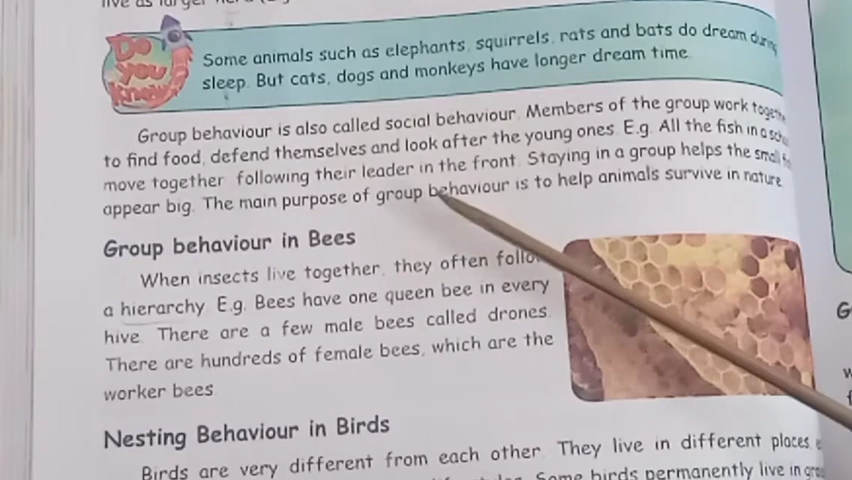 live as larger
Do you know?
Some animals such as elephants, squirrels, rats and bats do dream during
sleep. But cats, dogs and monkeys have longer dream time.
Group behaviour is also called social behaviour. Members of the group work together
to find food, defend themselves and look after the young ones. E.g. All the fish in a
move together following their leader in the front. Staying in a group helps the small
appear big. The main purpose of group behaviour is to help animals survive in nature.
Group behaviour in Bees
When insects live together, they often follow
a hierarchy. E.g. Bees have one queen bee in every
hive. There are a few male bees called drones.
There are hundreds of female bees, which are the
worker bees.
Nesting Behaviour in Birds
Birds are very different from each other. They live in different places
Some birds permanently live in